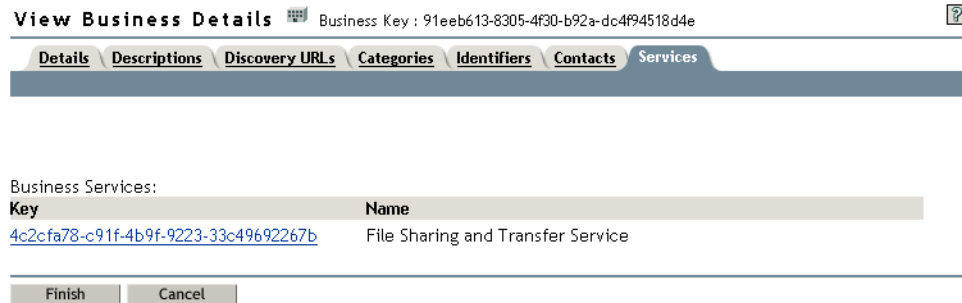 View Business Details Business Key : 91eeb613-8305-4f30-b92a-dc4f94518d4e ?
Details Descriptions Discovery URLs Categories Identifiers Contacts Services
Business Services:
Key Name
4c2cfa78-c91f-4b9f-9223-33c49692267b File Sharing and Transfer Service
Finish Cancel